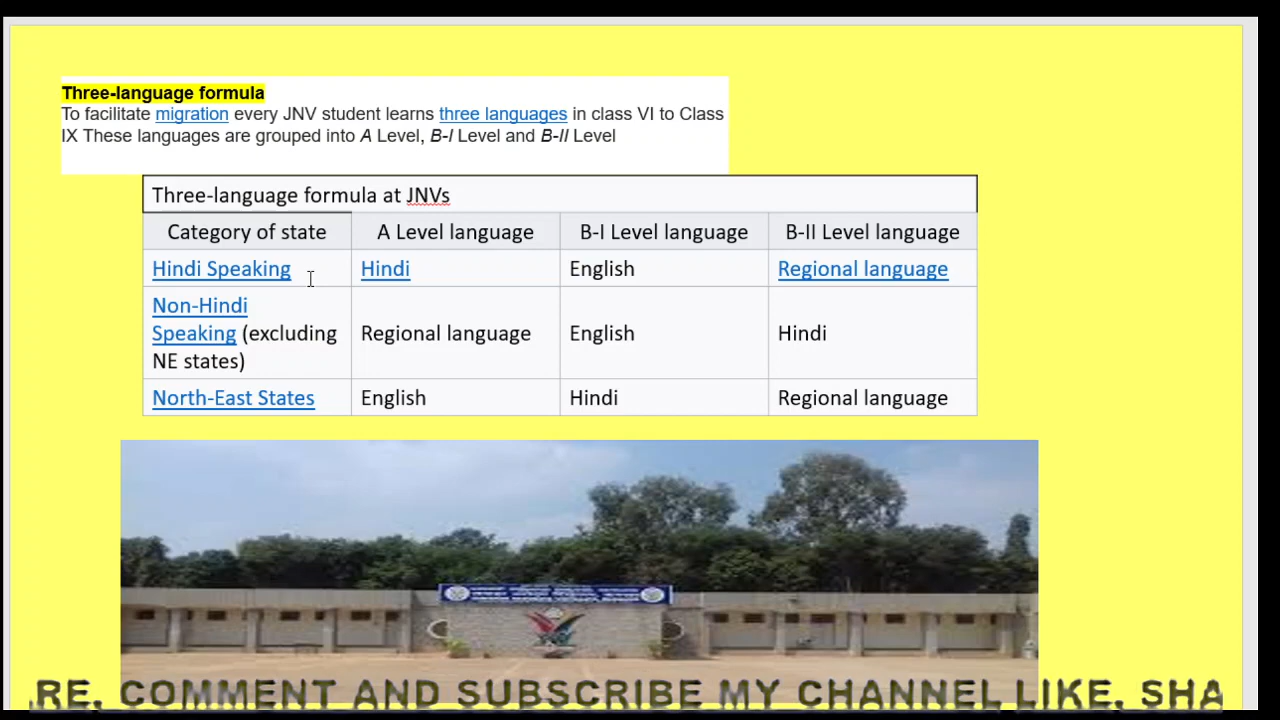 Three-language formula
To facilitate migration every JNV student learns three languages in class VI to Class
IX These languages are grouped into A Level, B-I Level and B-II Level
Three-language formula at JNVs
Category of state A Level language B-I Level language B-II Level language
Hindi Speaking Hindi English Regional language
Non-Hindi
Speaking (excluding Regional language English Hindi
NE states)
North-East States English Hindi Regional language
RE, COMMENT AND SUBSCRIBE MY CHANNEL LIKE, SHA